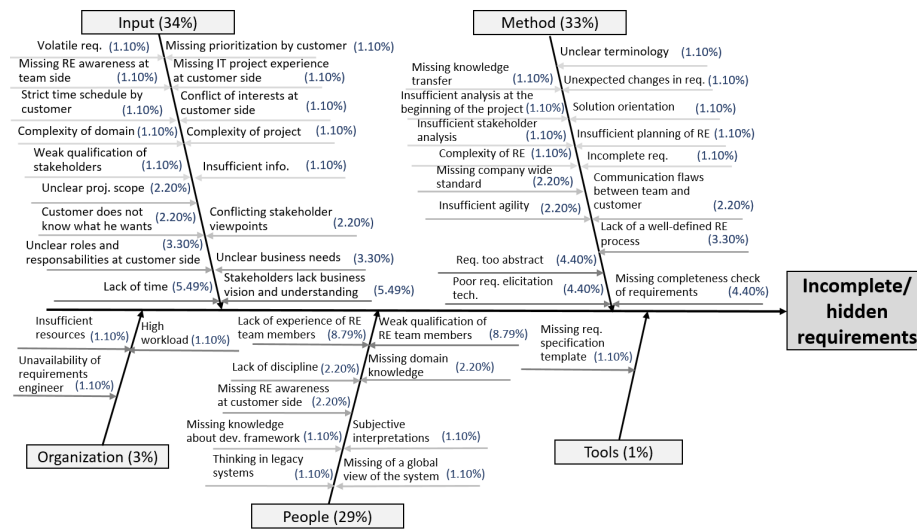 Input (34%)
Method (33%)
Volatile req. (1.10%)
Missing prioritization by customer (1.10%)
Missing RE awareness at
team side (1.10%)
Missing IT project experience
at customer side (1.10%)
Strict time schedule by
customer (1.10%)
Conflict of interests at
customer side (1.10%)
Complexity of domain (1.10%)
Complexity of project (1.10%)
Weak qualification of
stakeholders (1.10%)
Insufficient info. (1.10%)
Unclear proj. scope (2.20%)
Customer does not
know what he wants (2.20%)
Conflicting stakeholder
viewpoints (2.20%)
Unclear roles and (3.30%)
responsabilities at customer side
Unclear business needs (3.30%)
Lack of time (5.49%)
Stakeholders lack business
vision and understanding (5.49%)
Unclear terminology (1.10%)
Missing knowledge
transfer (1.10%)
Unexpected changes in req. (1.10%)
Insufficient analysis at the
beginning of the project (1.10%)
Solution orientation (1.10%)
Insufficient stakeholder
analysis (1.10%)
Insufficient planning of RE (1.10%)
Complexity of RE (1.10%)
Incomplete req. (1.10%)
Missing company wide
standard (2.20%)
Communication flaws
between team and
customer (2.20%)
Insufficient agility (2.20%)
Lack of a well-defined RE
process (3.30%)
Req. too abstract (4.40%)
Poor req. elicitation
tech. (4.40%)
Missing completeness check
of requirements (4.40%)
Incomplete/
hidden
requirements
Insufficient
resources (1.10%)
High
workload (1.10%)
Unavailability of
requirements
engineer (1.10%)
Organization (3%)
Lack of experience of RE
team members (8.79%)
Weak qualification of
RE team members (8.79%)
Lack of discipline (2.20%)
Missing domain
knowledge (2.20%)
Missing RE awareness
at customer side (2.20%)
Missing knowledge
about dev. framework (1.10%)
Subjective
interpretations (1.10%)
Thinking in legacy
systems (1.10%)
Missing of a global
view of the system (1.10%)
People (29%)
Missing req.
specification
template (1.10%)
Tools (1%)